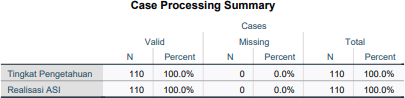 Case Processing Summary
Cases
Valid Missing Total
N Percent N Percent N Percent
Tingkat Pengetahuan 110 100.0% 0 0.0% 110 100.0%
Realisasi ASI 110 100.0% 0 0.0% 110 100.0%